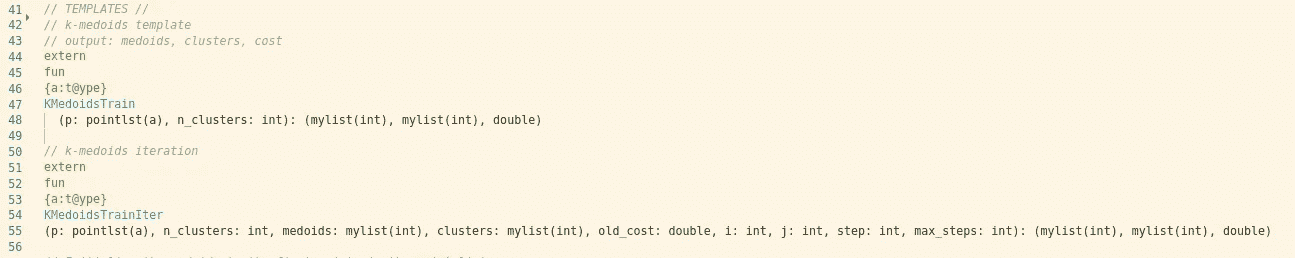 41 // TEMPLATES //
42 // k-medoids template
43 // output: medoids, clusters, cost
44 extern
45 fun
46 {a:t@ype}
47 KMedoidsTrain
48 (p: pointlst(a), n_clusters: int): (mylist(int), mylist(int), double)
49
50 // k-medoids iteration
51 extern
52 fun
53 {a:t@ype}
54 KMedoidsTrainIter
55 (p: pointlst(a), n_clusters: int, medoids: mylist(int), clusters: mylist(int), old_cost: double, i: int, j: int, step: int, max_steps: int): (mylist(int), mylist(int), double)
56